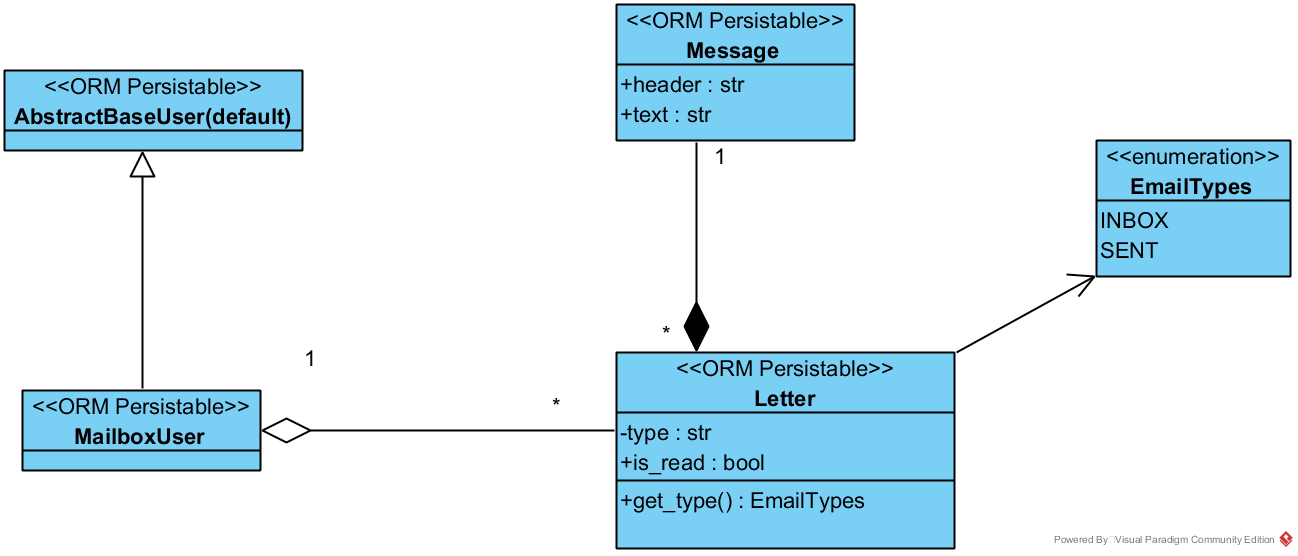 <<ORM Persistable>>
Message
+header : str
+text : str
1
<<ORM Persistable>>
AbstractBaseUser(default)
<<enumeration>>
EmailTypes
INBOX
SENT
*
1
*
<<ORM Persistable>>
MailboxUser
<<ORM Persistable>>
Letter
-type : str
+is_read : bool
+get_type() : EmailTypes
Powered By Visual Paradigm Community Edition